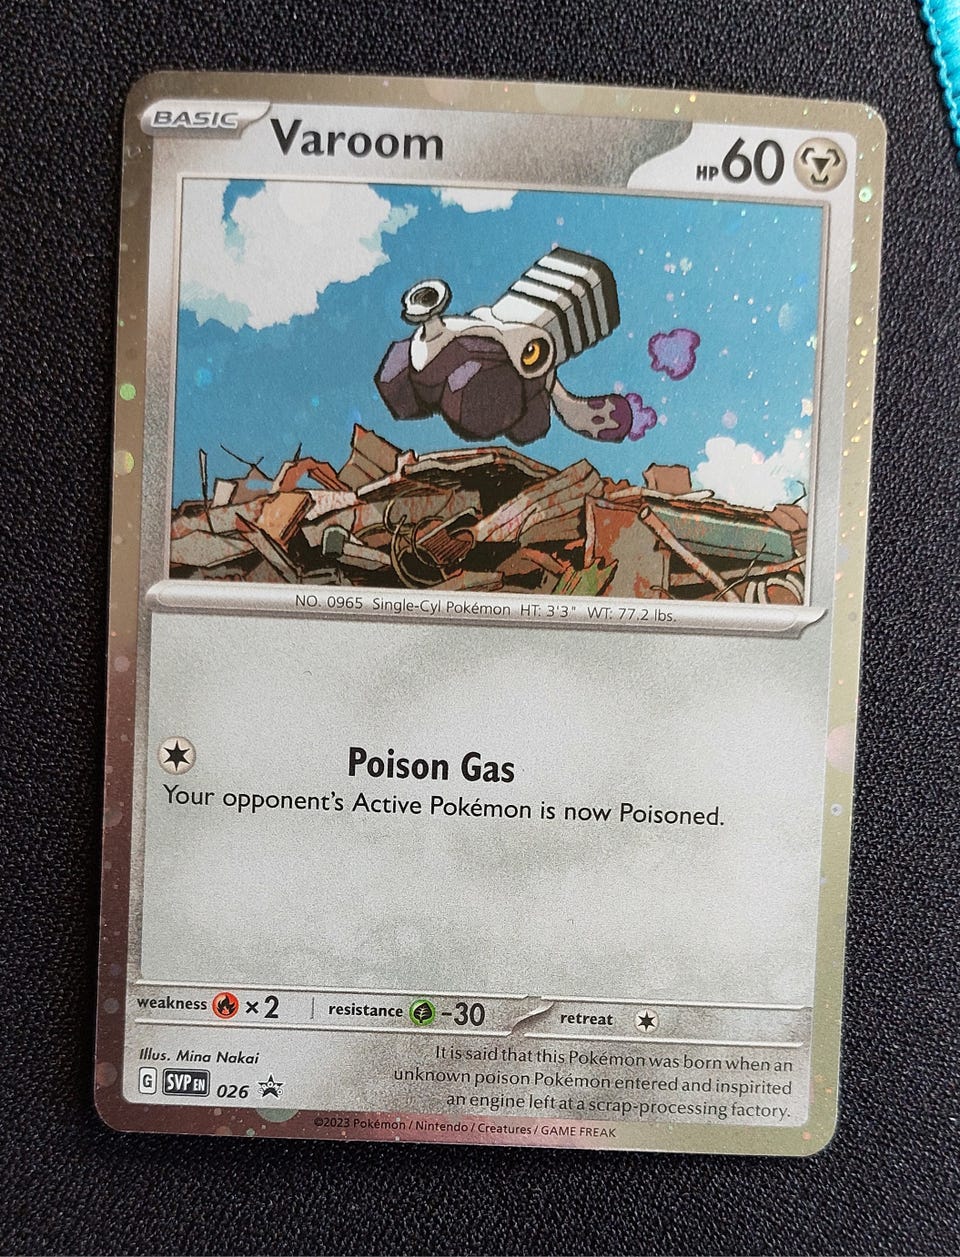 BASIC Varoom HP 60
NO. 0965 Single-Cyl Pokémon HT: 3'3" WT: 77.2 lbs.
Poison Gas
Your opponent's Active Pokémon is now Poisoned.
weakness ×2 resistance -30 retreat
Illus. Mina Nakai
G SVP EN 026
It is said that this Pokémon was born when an
unknown poison Pokémon entered and inspirited
an engine left at a scrap-processing factory.
©2023 Pokémon / Nintendo / Creatures / GAME FREAK